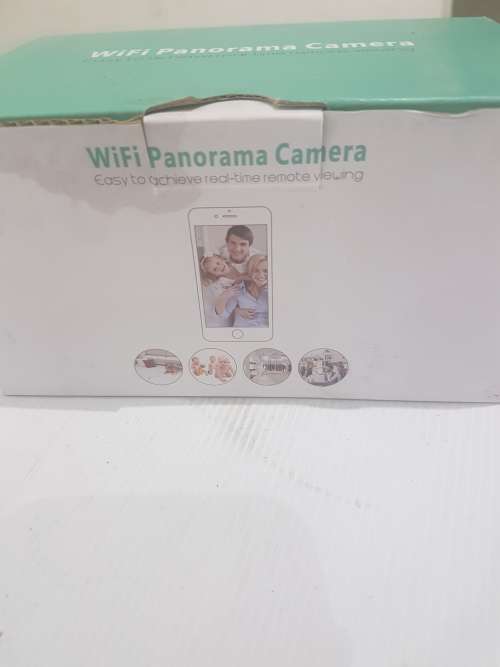 WiFi Panorama Camera
WiFi Panorama Camera
Easy to achieve real-time remote viewing